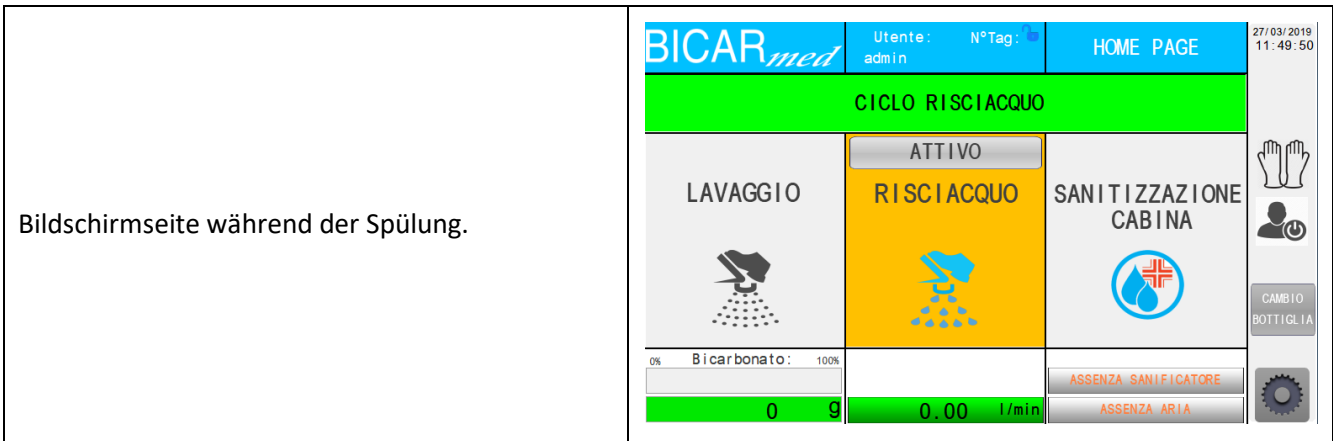 Bildschirmseite während der Spülung.
BICARmed
Utente: N°Tag:
admin
HOME PAGE
27/03/2019
11:49:50
CICLO RISCIACQUO
LAVAGGIO
ATTIVO
RISCIACQUO
SANITIZZAZIONE
CABINA
CAMBIO
BOTTIGLIA
0% Bicarbonato: 100%
0 g
0.00 l/min
ASSENZA SANIFICATORE
ASSENZA ARIA